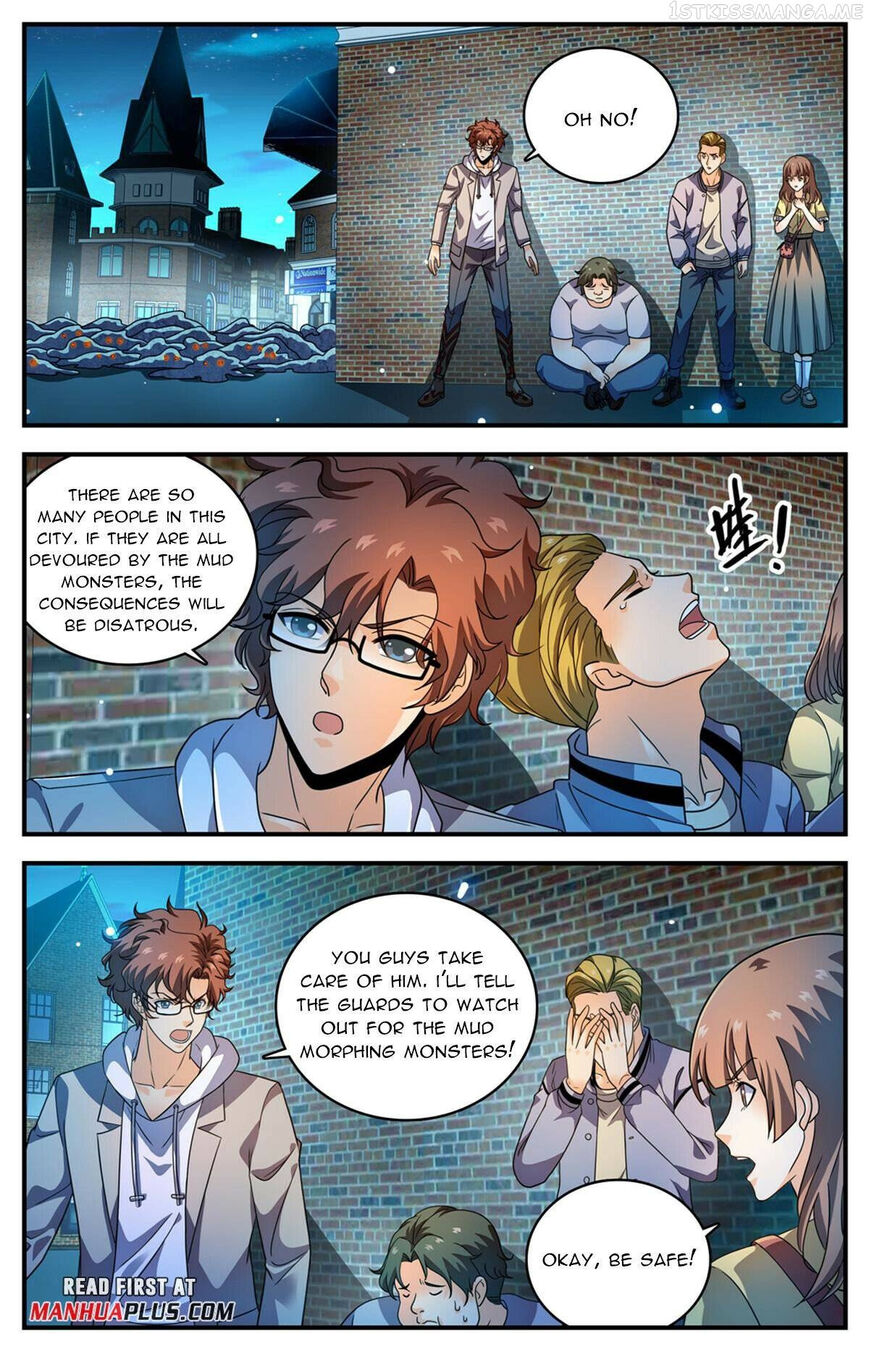 1STKISSMANGA.ME
OH NO!
Nationwide
THERE ARE SO
MANY PEOPLE IN THIS
CITY. IF THEY ARE ALL
DEVOURED BY THE MUD
MONSTERS, THE
CONSEQUENCES WILL
BE DISATROUS.
哇!
YOU GUYS TAKE
CARE OF HIM. I'LL TELL
THE GUARDS TO WATCH
OUT FOR THE MUD
MORPHING MONSTERS!
OKAY, BE SAFE!
READ FIRST AT
MANHUAPLUS.COM